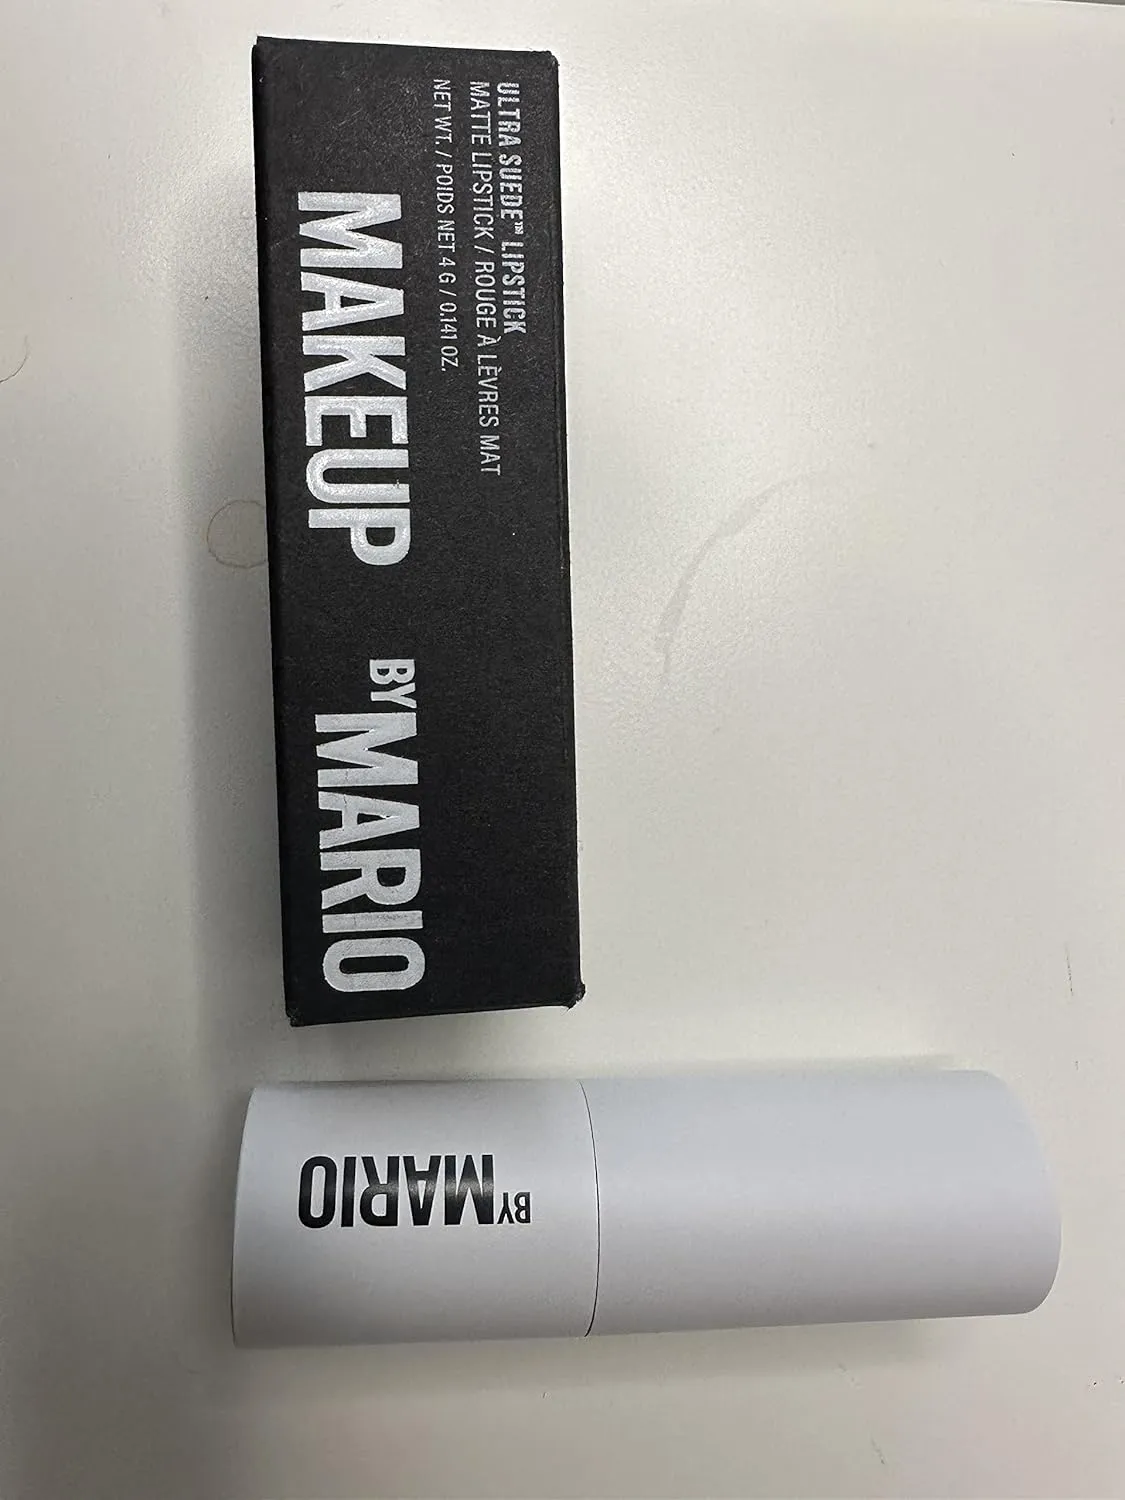 ULTRA SUEDE™ LIPSTICK
MATTE LIPSTICK / ROUGE À LÈVRES MAT
NET WT. / POIDS NET 4 G / 0.141 OZ.
MAKEUP BY MARIO
BY MARIO